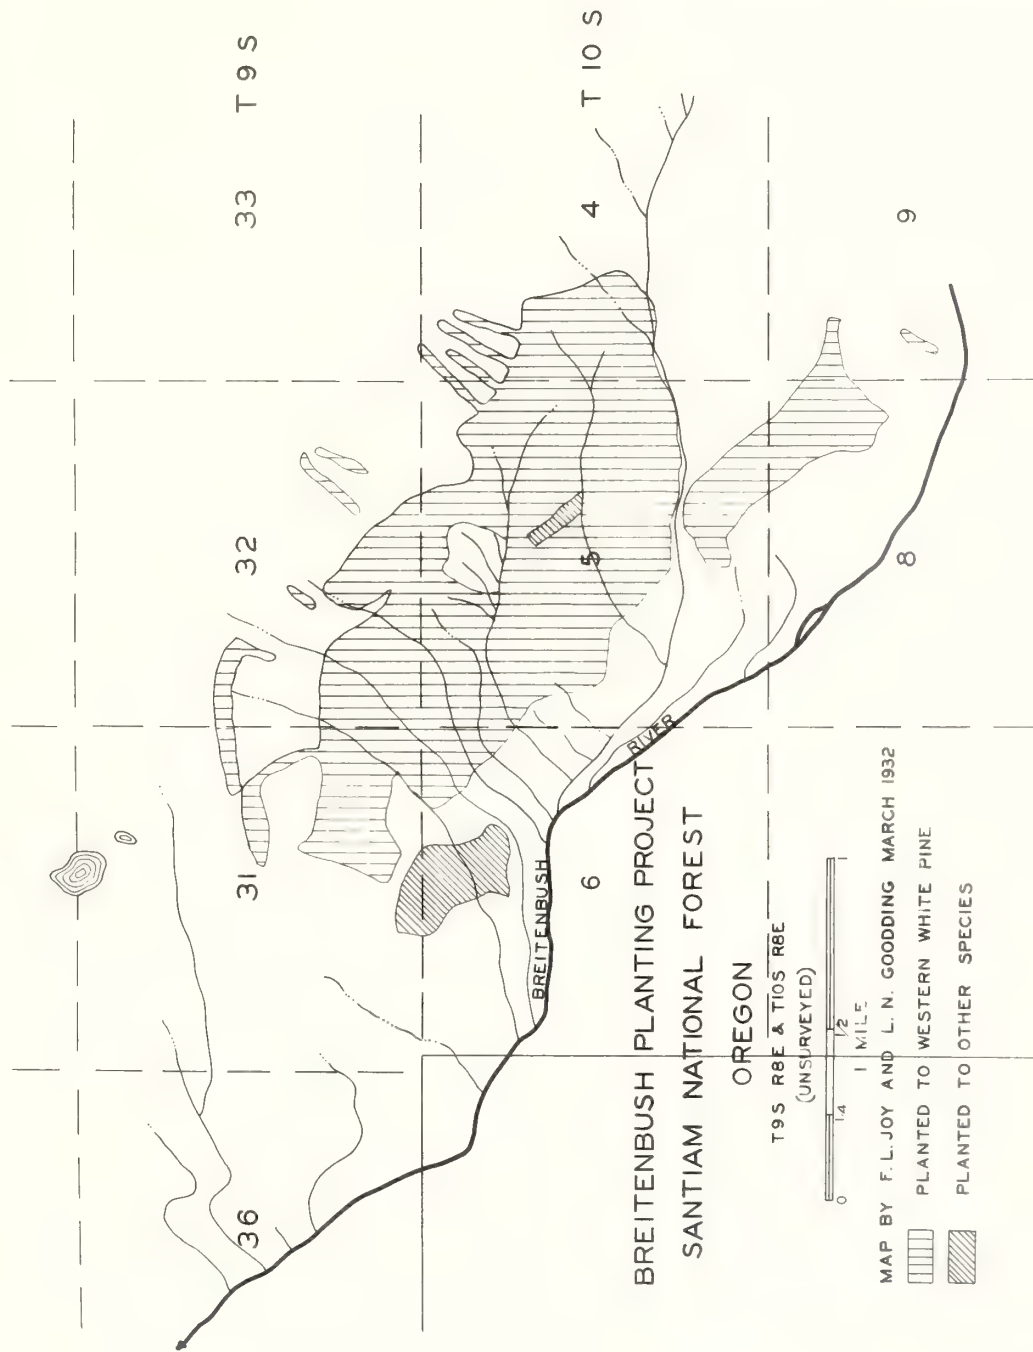 T 9 S
33
32
31
36
T 10 S
4
5
6
9
8
BREITENBUSH RIVER
BREITENBUSH PLANTING PROJECT
SANTIAM NATIONAL FOREST
OREGON
T9S R8E & T10S R8E
(UNSURVEYED)
0 1/4 1/2 1
1 MILE
MAP BY F. L. JOY AND L. N. GOODDING MARCH 1932
PLANTED TO WESTERN WHITE PINE
PLANTED TO OTHER SPECIES